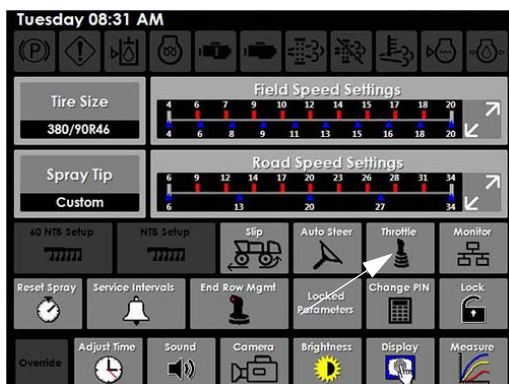 Tuesday 08:31 AM
Tire Size
380/90R46
Field Speed Settings
4 6 7 9 10 12 14 15 17 18 20
4 6 8 9 11 13 15 16 18 20
Spray Tip
Custom
Road Speed Settings
6 9 12 14 17 20 23 26 28 31 34
6 13 20 27 34
60 NTB Setup
NTB Setup
Slip
Auto Steer
Throttle
Monitor
Reset Spray
Service Intervals
End Row Mgmt
Locked
Parameters
Change PIN
Lock
Override
Adjust Time
Sound
Camera
Brightness
Display
Measure